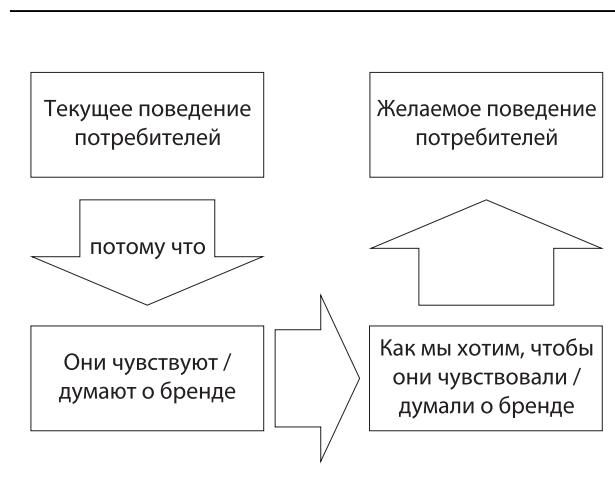 Текущее поведение
потребителей
Желаемое поведение
потребителей
потому что
Они чувствуют /
думают о бренде
Как мы хотим, чтобы
они чувствовали /
думали о бренде